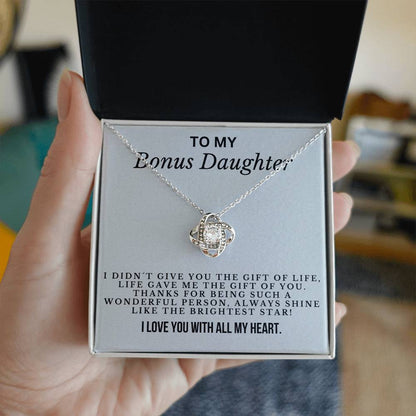 TO MY
Bonus Daughter
I DIDN´T GIVE YOU THE GIFT OF LIFE,
LIFE GAVE ME THE GIFT OF YOU.
THANKS FOR BEING SUCH A
WONDERFUL PERSON, ALWAYS SHINE
LIKE THE BRIGHTEST STAR!
I LOVE YOU WITH ALL MY HEART.